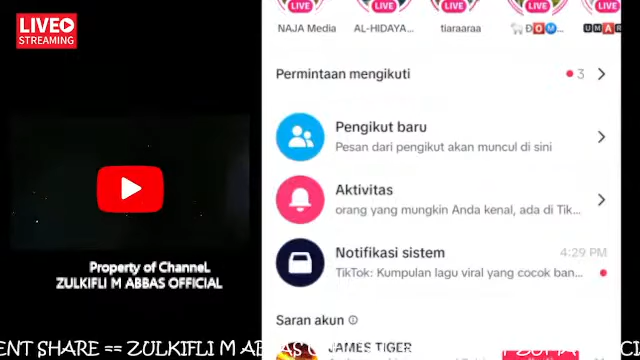 LIVE
STREAMING
LIVE
LIVE
LIVE
LIVE
LIVE
NAJA Media
AL-HIDAYA...
tiararaaa
Permintaan mengikuti
3
Pengikut baru
Pesan dari pengikut akan muncul di sini
Aktivitas
orang yang mungkin Anda kenal, ada di Tik...
Notifikasi sistem
4:29 PM
TikTok: Kumpulan lagu viral yang cocok ban...
Saran akun
JAMES TIGER
Property of Channel.
ZULKIFLI M ABBAS OFFICIAL
ENT SHARE == ZULKIFLI M AB